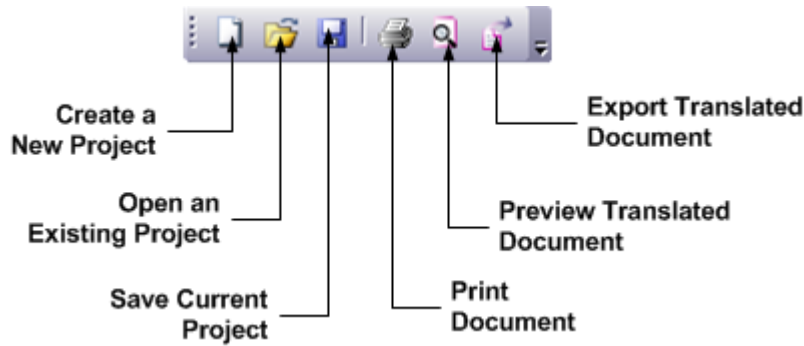 Create a
New Project
Open an
Existing Project
Save Current
Project
Print
Document
Preview Translated
Document
Export Translated
Document